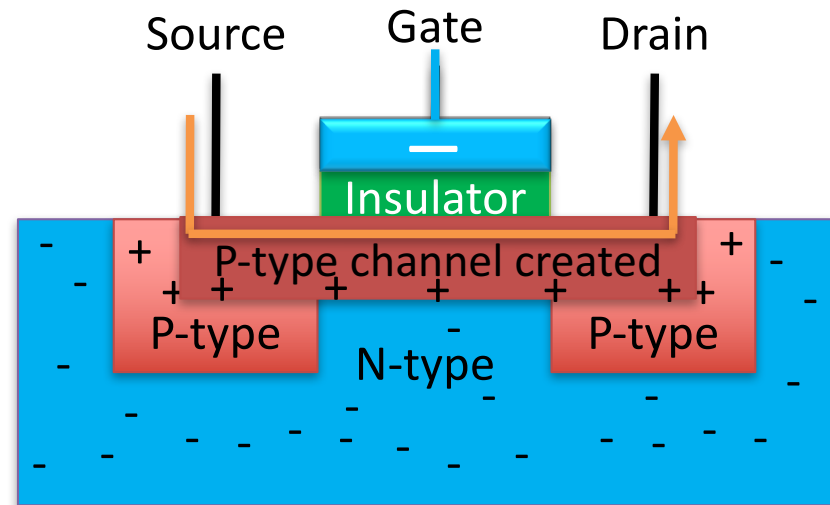 Source
Gate
Drain
Insulator
P-type channel created
P-type
P-type
N-type